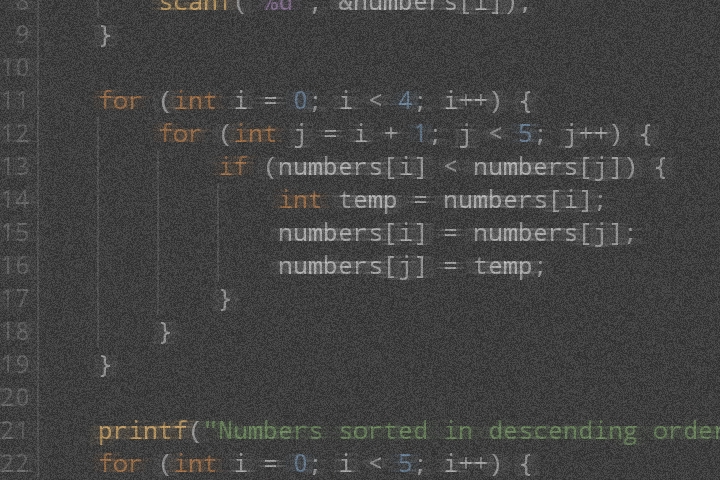 8 scanf("%d", &numbers[i]);
9 }
10
11 for (int i = 0; i < 4; i++) {
12 for (int j = i + 1; j < 5; j++) {
13 if (numbers[i] < numbers[j]) {
14 int temp = numbers[i];
15 numbers[i] = numbers[j];
16 numbers[j] = temp;
17 }
18 }
19 }
20
21 printf("Numbers sorted in descending order
22 for (int i = 0; i < 5; i++) {